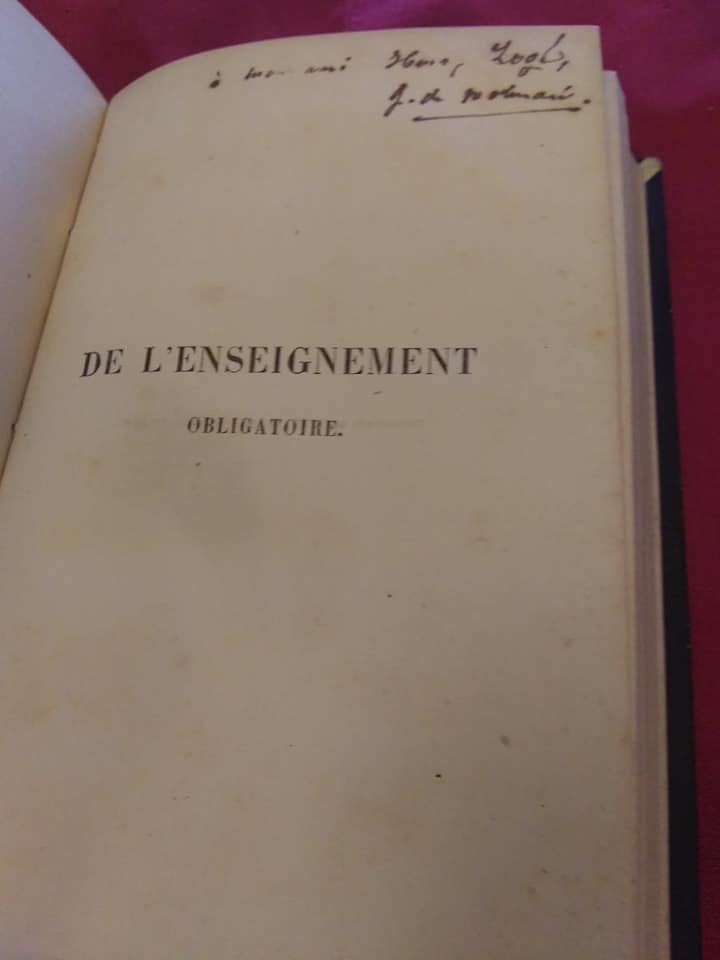 à mon ami
G. de Molinari.
DE L'ENSEIGNEMENT
OBLIGATOIRE.